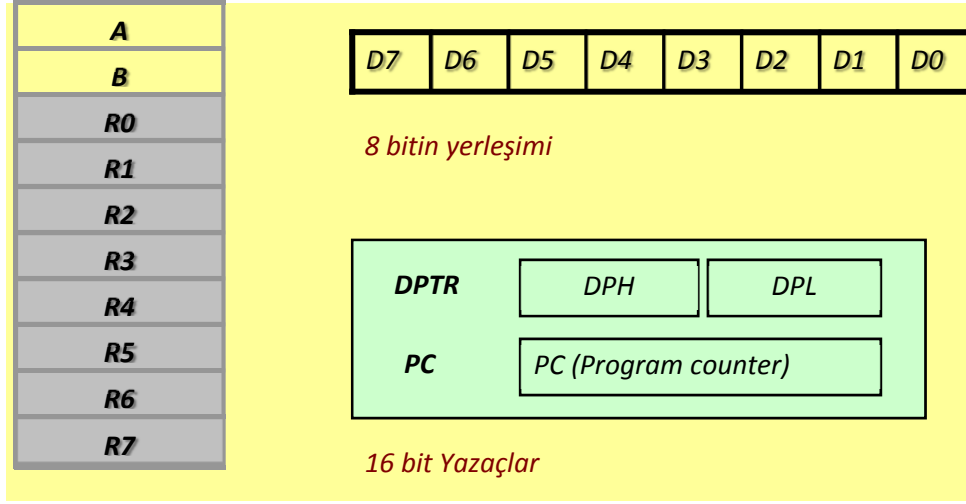 A
B
R0
R1
R2
R3
R4
R5
R6
R7
D7 D6 D5 D4 D3 D2 D1 D0
8 bitin yerleşimi
DPTR DPH DPL
PC PC (Program counter)
16 bit Yazaçlar